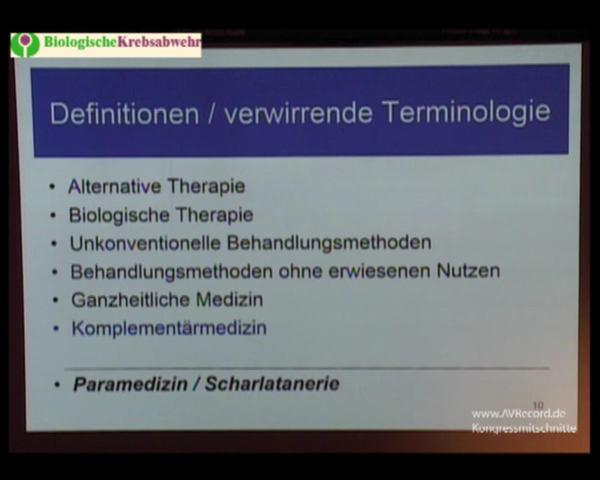 BiologischeKrebsabwehr
Definitionen / verwirrende Terminologie
• Alternative Therapie
• Biologische Therapie
• Unkonventionelle Behandlungsmethoden
• Behandlungsmethoden ohne erwiesenen Nutzen
• Ganzheitliche Medizin
• Komplementärmedizin
• Paramedizin / Scharlatanerie
10
www.AVRecord.de
Kongressmitschnitte